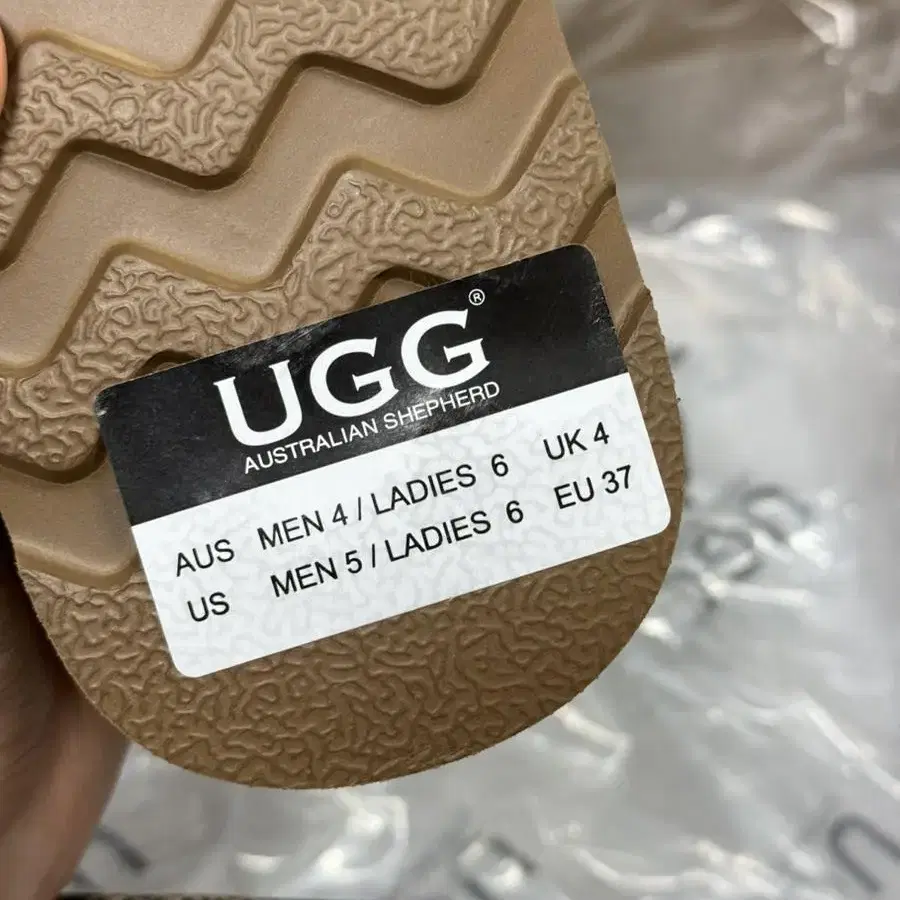 UGG®
AUSTRALIAN SHEPHERD
AUS MEN 4 / LADIES 6 UK 4
US MEN 5 / LADIES 6 EU 37